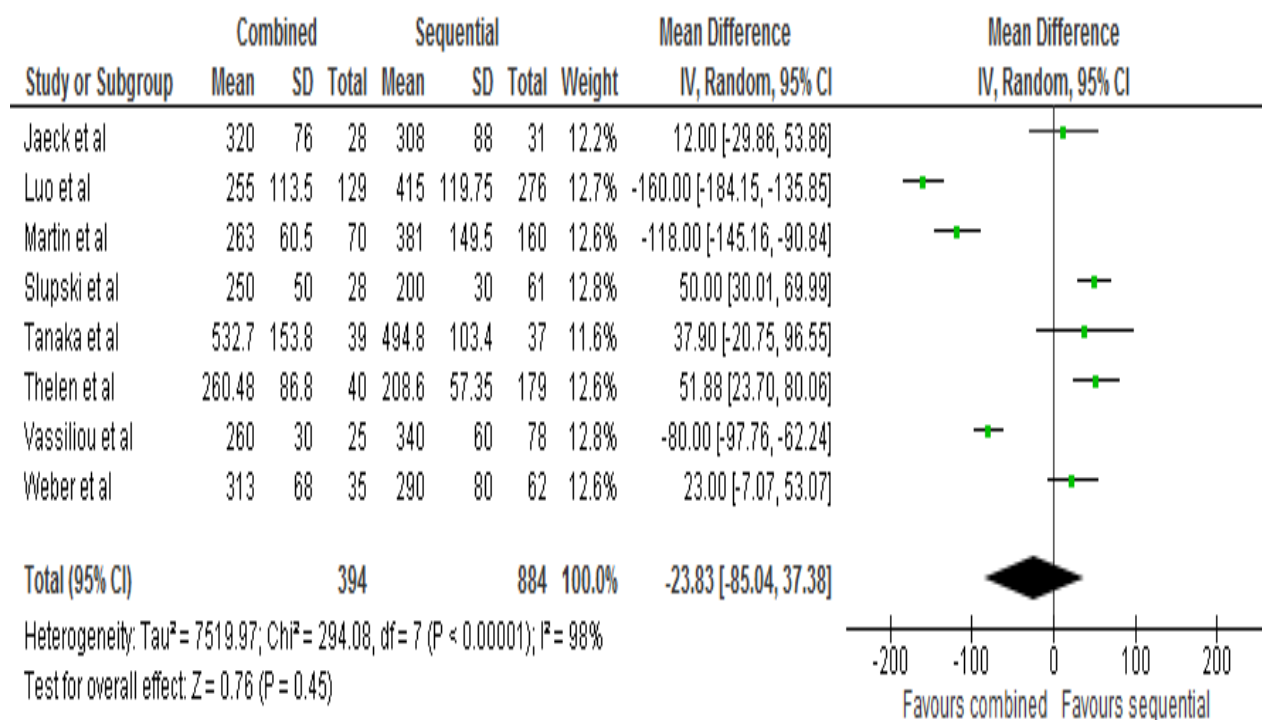 Combined Sequential Mean Difference Mean Difference
Study or Subgroup Mean SD Total Mean SD Total Weight IV, Random, 95% CI IV, Random, 95% CI
Jaeck et al 320 76 28 308 88 31 12.2% 12.00 [-29.86, 53.86]
Luo et al 255 113.5 129 415 119.75 276 12.7% -160.00 [-184.15, -135.85]
Martin et al 263 60.5 70 381 149.5 160 12.6% -118.00 [-145.16, -90.84]
Slupski et al 250 50 28 200 30 61 12.8% 50.00 [30.01, 69.99]
Tanaka et al 532.7 153.8 39 494.8 103.4 37 11.6% 37.90 [-20.75, 96.55]
Thelen et al 260.48 86.8 40 208.6 57.35 179 12.6% 51.88 [23.70, 80.06]
Vassiliou et al 260 30 25 340 60 78 12.8% -80.00 [-97.76, -62.24]
Weber et al 313 68 35 290 80 62 12.6% 23.00 [-7.07, 53.07]
Total (95% CI) 394 884 100.0% -23.83 [-85.04, 37.38]
Heterogeneity: Tau² = 7519.97; Chi² = 294.08, df = 7 (P < 0.00001); I² = 98%
Test for overall effect: Z = 0.76 (P = 0.45)
-200 -100 0 100 200
Favours combined Favours sequential